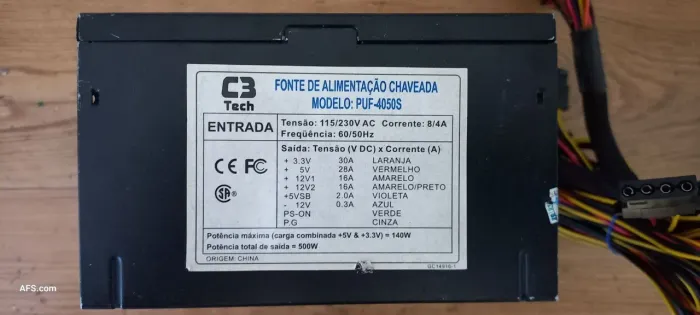 C3
Tech
FONTE DE ALIMENTAÇÃO CHAVEADA
MODELO: PUF-4050S
ENTRADA
Tensão: 115/230V AC Corrente: 8/4A
Freqüência: 60/50Hz
Saída: Tensão (V DC) x Corrente (A)
+ 3.3V 30A LARANJA
+ 5V 28A VERMELHO
+ 12V1 16A AMARELO
+ 12V2 16A AMARELO/PRETO
+5VSB 2.0A VIOLETA
- 12V 0.3A AZUL
PS-ON VERDE
P.G CINZA
CE FC
SA ®
Potência máxima (carga combinada +5V & +3.3V) = 140W
Potência total de saída = 500W
ORIGEM: CHINA
AFS.com